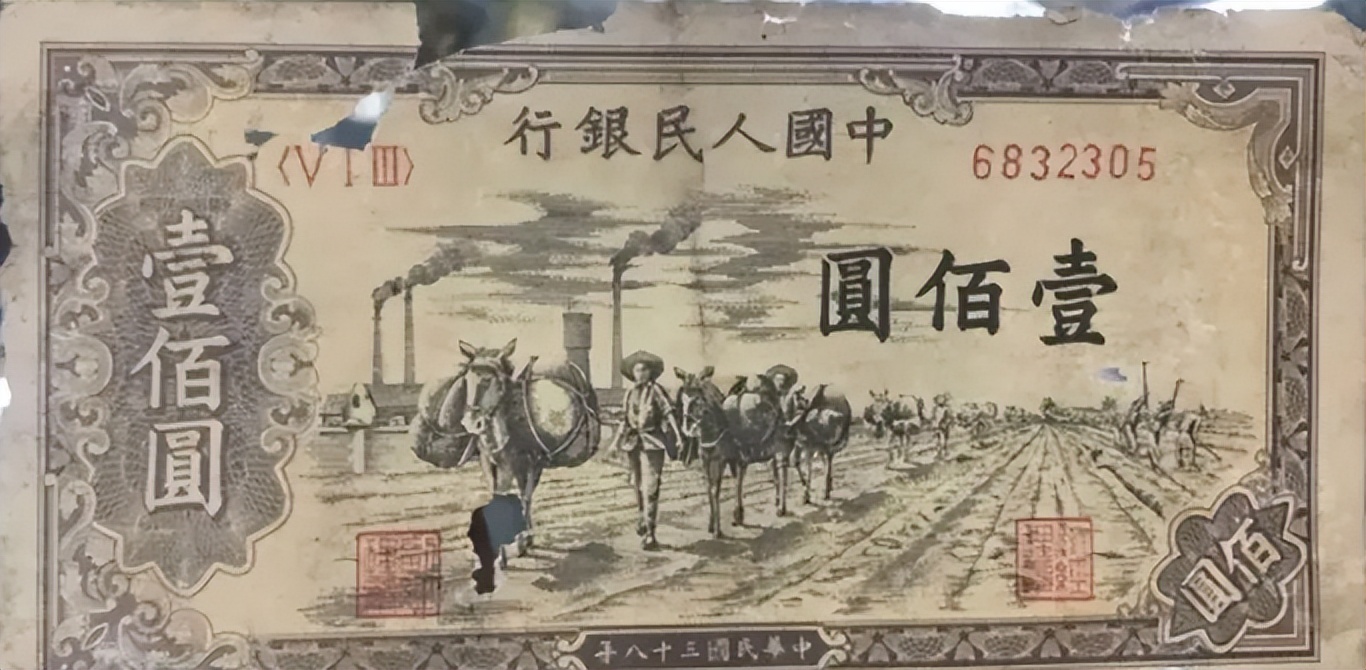 中國人民銀行
〈V I III〉
6832305
壹佰圓
壹佰圓
佰圓
中華民國三十八年